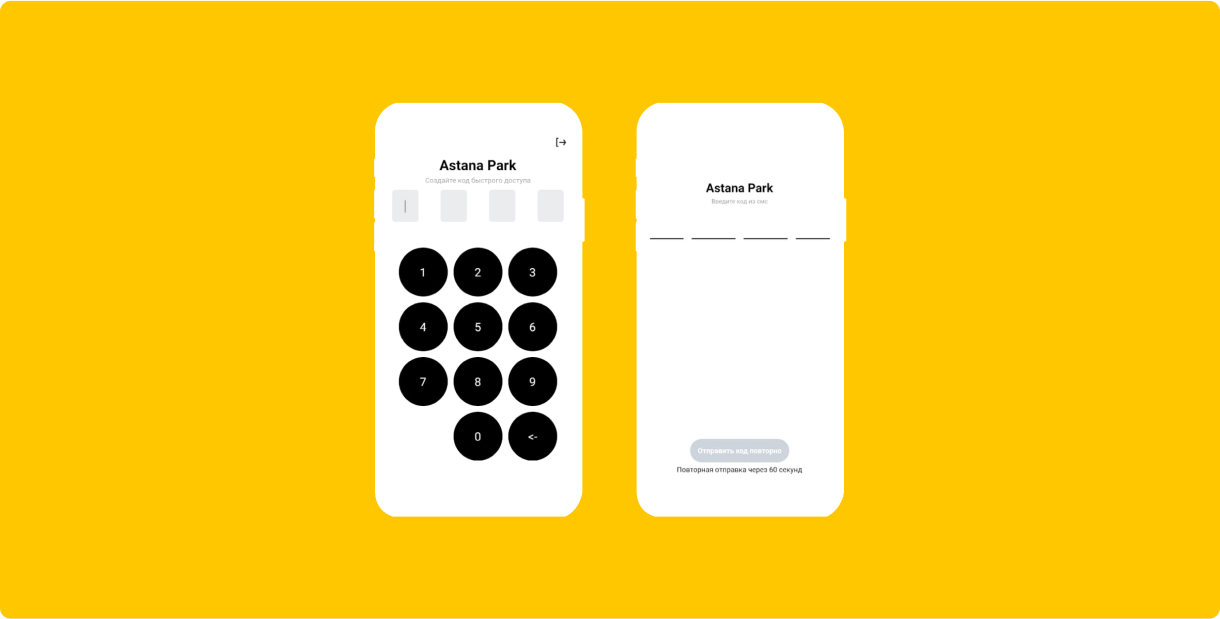 Astana Park
Создайте код быстрого доступа
1 2 3
4 5 6
7 8 9
0 <-
Astana Park
Введите код из смс
Отправить код повторно
Повторная отправка через 60 секунд